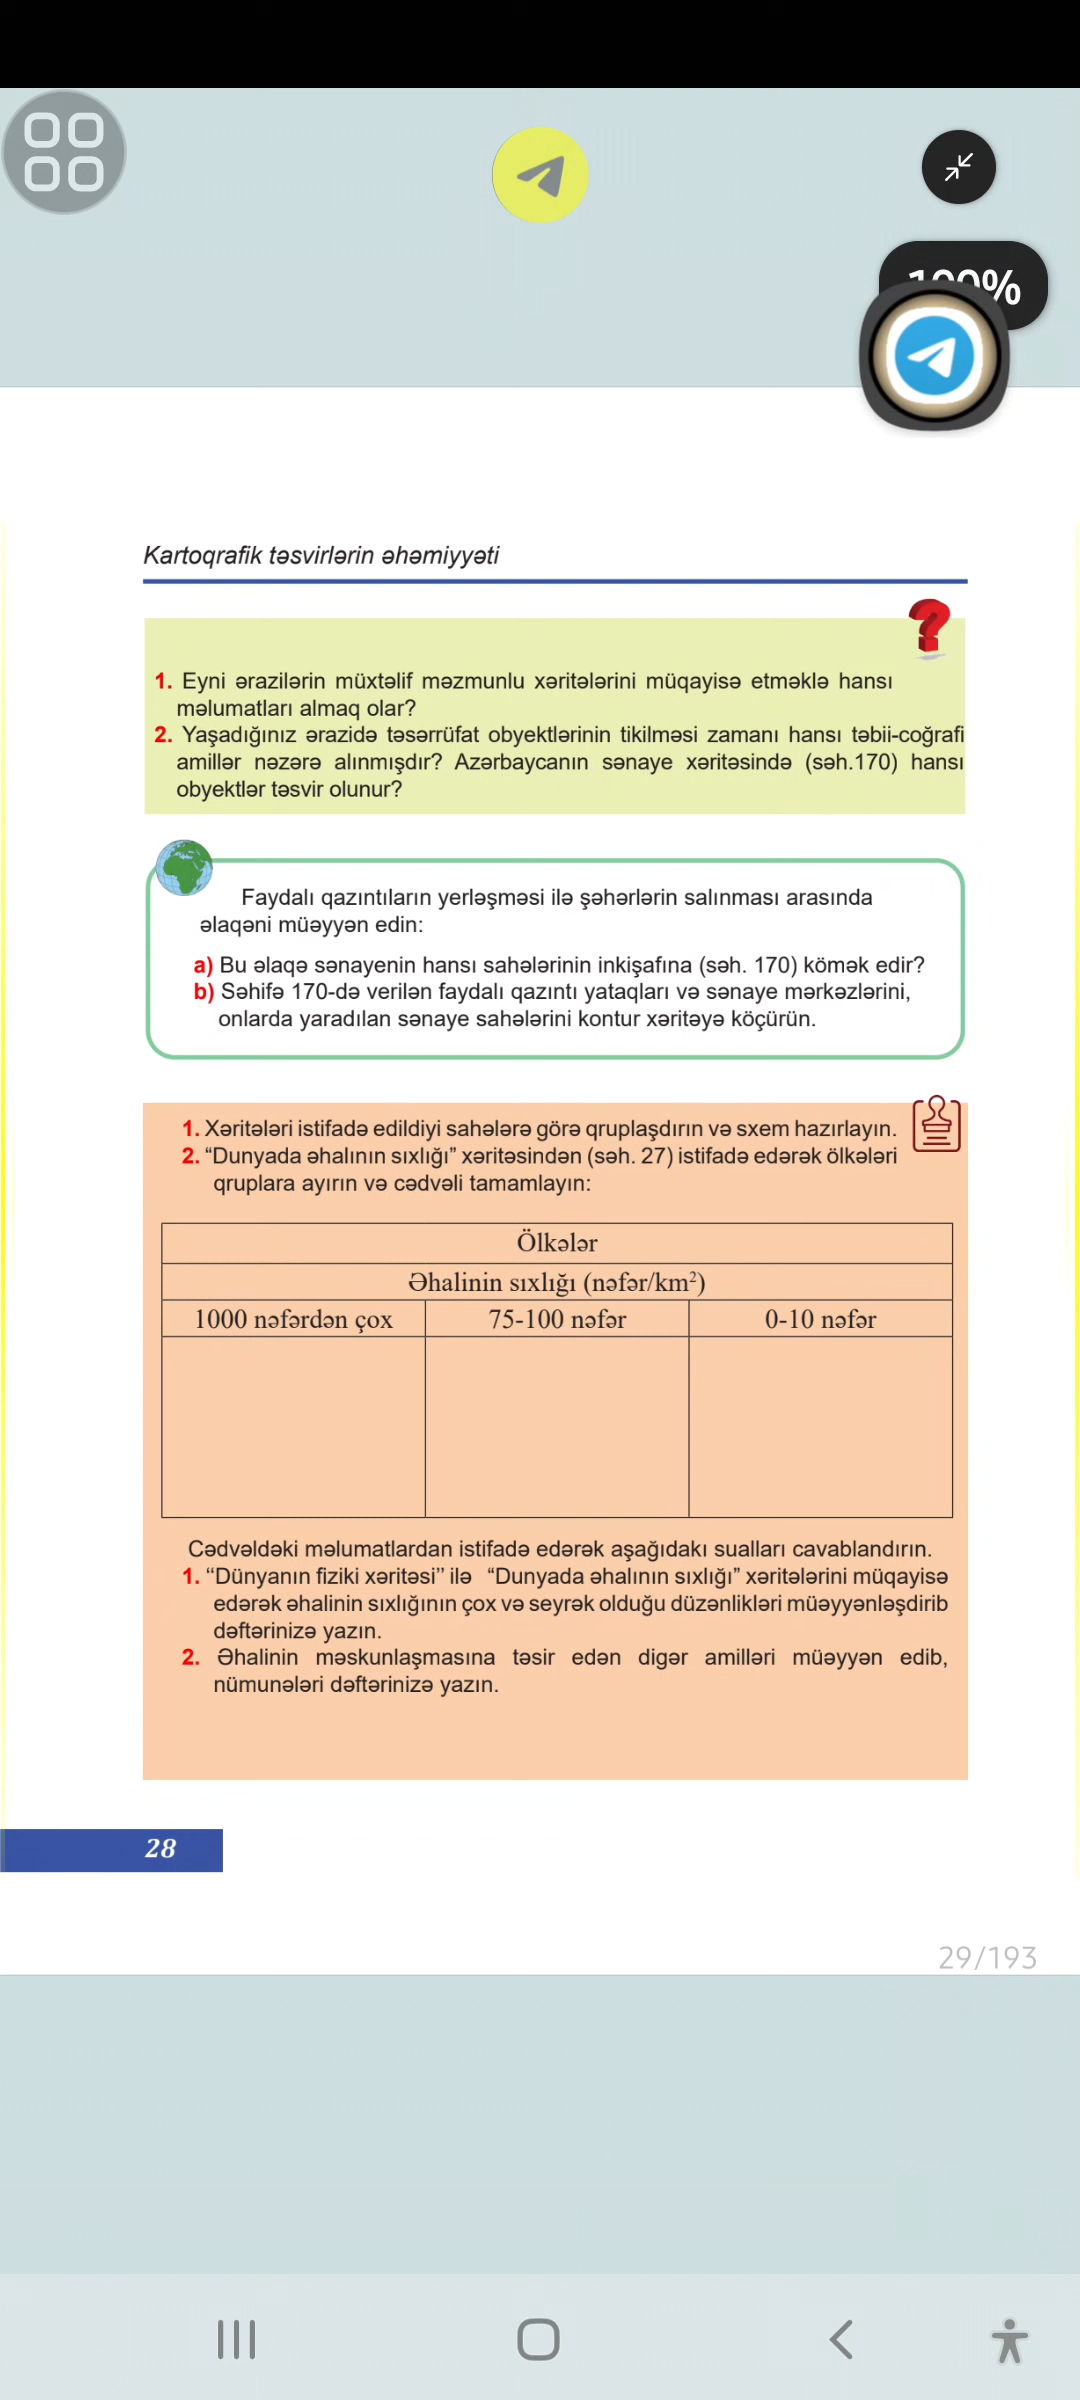 Kartoqrafik təsvirlərin əhəmiyyəti
1. Eyni ərazilərin müxtəlif məzmunlu xəritələrini müqayisə etməklə hansı
məlumatları almaq olar?
2. Yaşadığınız ərazidə təsərrüfat obyektlərinin tikilməsi zamanı hansı təbii-coğrafi
amillər nəzərə alınmışdır? Azərbaycanın sənaye xəritəsində (səh.170) hansı
obyektlər təsvir olunur?
Faydalı qazıntıların yerləşməsi ilə şəhərlərin salınması arasında
əlaqəni müəyyən edin:
a) Bu əlaqə sənayenin hansı sahələrinin inkişafına (səh. 170) kömək edir?
b) Səhifə 170-də verilən faydalı qazıntı yataqları və sənaye mərkəzlərini,
onlarda yaradılan sənaye sahələrini kontur xəritəyə köçürün.
1. Xəritələri istifadə edildiyi sahələrə görə qruplaşdırın və sxem hazırlayın.
2. “Dunyada əhalının sıxlığı” xəritəsindən (səh. 27) istifadə edərək ölkələri
qruplara ayırın və cədvəli tamamlayın:
Ölkələr
Əhalinin sıxlığı (nəfər/km²)
1000 nəfərdən çox 75-100 nəfər 0-10 nəfər
Cədvəldəki məlumatlardan istifadə edərək aşağıdakı sualları cavablandırın.
1. “Dünyanın fiziki xəritəsi” ilə “Dunyada əhalının sıxlığı” xəritələrini müqayisə
edərək əhalinin sıxlığının çox və seyrək olduğu düzənlikləri müəyyənləşdirib
dəftərinizə yazın.
2. Əhalinin məskunlaşmasına təsir edən digər amilləri müəyyən edib,
nümunələri dəftərinizə yazın.
28
29/193